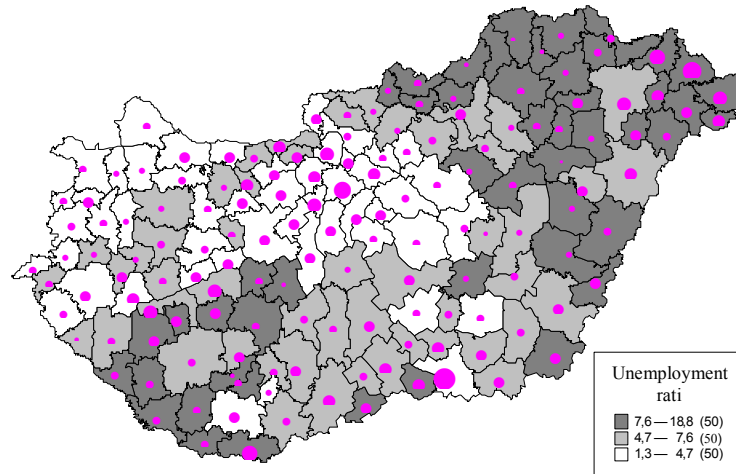 Unemployment
rati
7,6 — 18,8 (50)
4,7 — 7,6 (50)
1,3 — 4,7 (50)